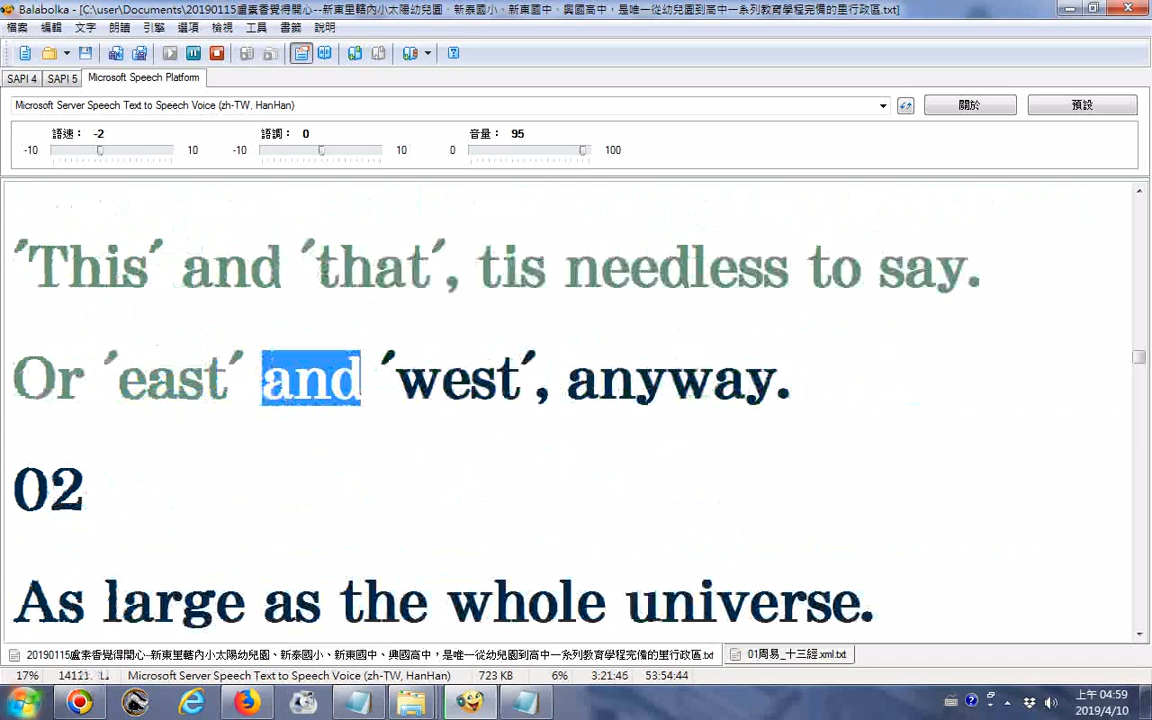 Balabolka - [C:\user\Documents\20190115盧素香覺得開心--新東里轄內小太陽幼兒園、新泰國小、新東國中、興國高中，是唯一從幼兒園到高中一系列教育學程完備的里行政區.txt]
檔案 編輯 文字 朗讀 引擎 選項 檢視 工具 書籤 說明
SAPI 4 SAPI 5 Microsoft Speech Platform
Microsoft Server Speech Text to Speech Voice (zh-TW, HanHan) 關於 預設
語速： -2 語調： 0 音量： 95
-10 10 -10 10 0 100
'This' and 'that', tis needless to say.
Or 'east' and 'west', anyway.
02
As large as the whole universe.
20190115盧素香覺得開心--新東里轄內小太陽幼兒園、新泰國小、新東國中、興國高中，是唯一從幼兒園到高中一系列教育學程完備的里行政區.txt 01周易_十三經.xml.txt
17% Microsoft Server Speech Text to Speech Voice (zh-TW, HanHan) 723 KB 6% 3:21:46 53:54:44
上午 04:59
2019/4/10